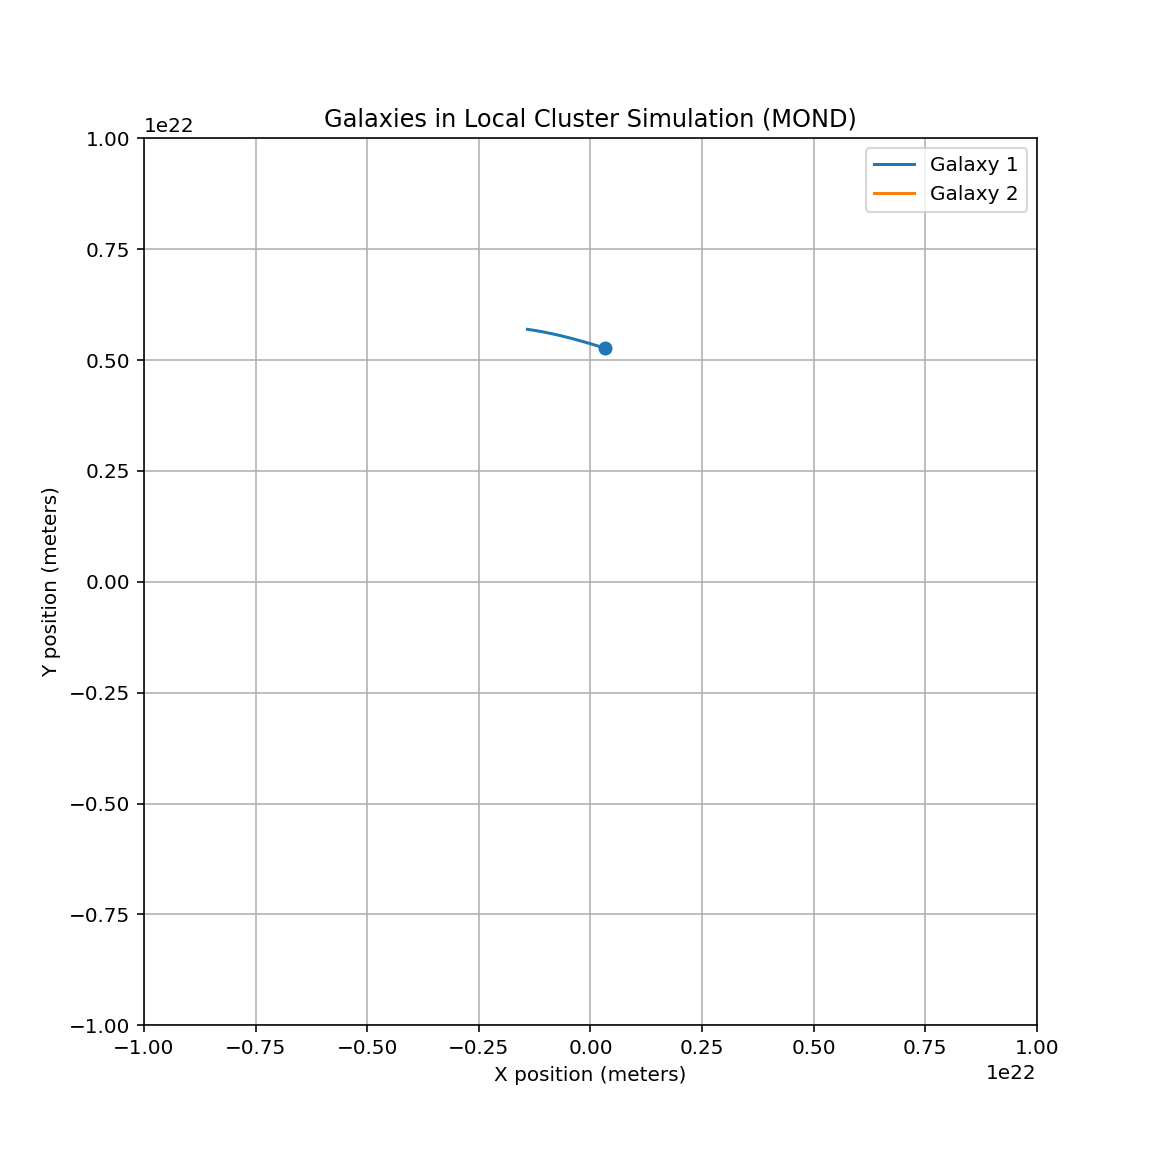 Galaxies in Local Cluster Simulation (MOND)
1e22
Galaxy 1
Galaxy 2
1.00
0.75
0.50
0.25
0.00
−0.25
−0.50
−0.75
−1.00
Y position (meters)
−1.00 −0.75 −0.50 −0.25 0.00 0.25 0.50 0.75 1.00
X position (meters)
1e22